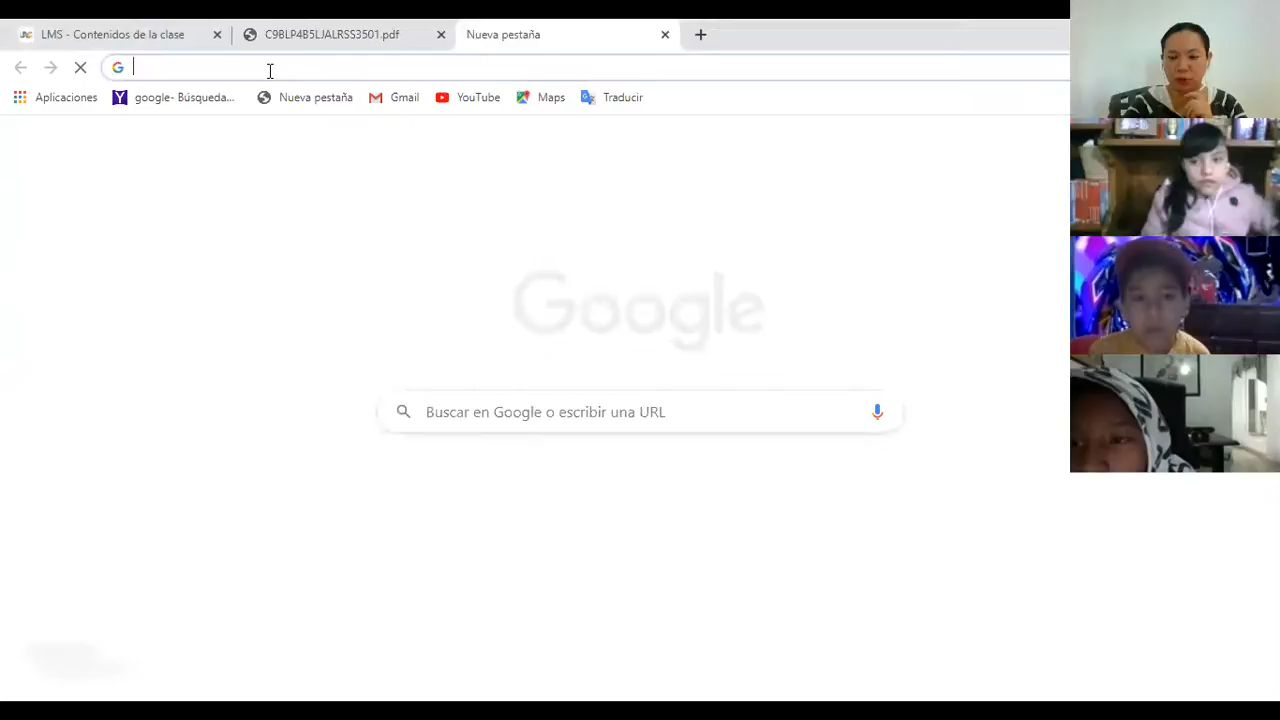 LMS - Contenidos de la clase
C9BLP4B5LJALRSS3501.pdf
Nueva pestaña
Aplicaciones
google- Búsqueda...
Nueva pestaña
Gmail
YouTube
Maps
Traducir
Google
Buscar en Google o escribir una URL